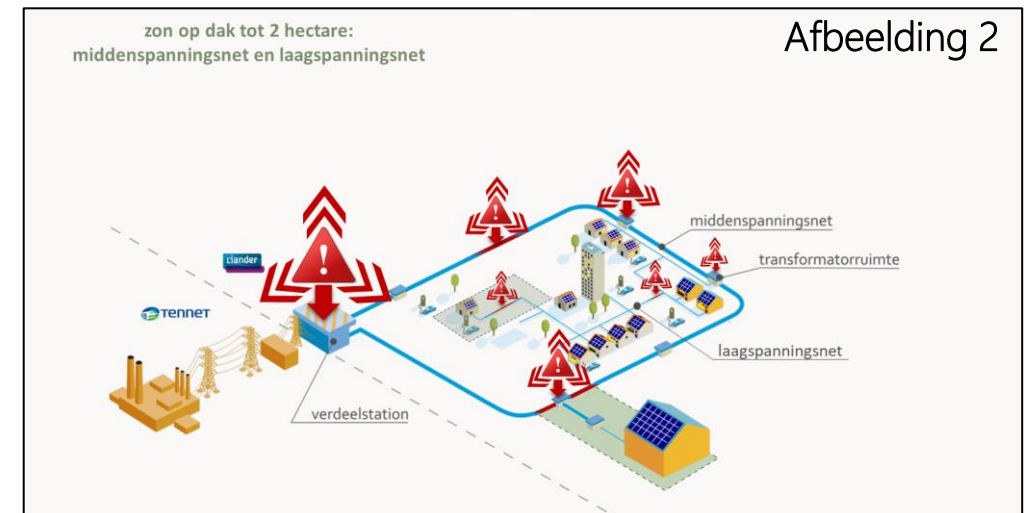 zon op dak tot 2 hectare:
middenspanningsnet en laagspanningsnet
Afbeelding 2
middenspanningsnet
liander
transformatorruimte
TENNET
laagspanningsnet
verdeelstation